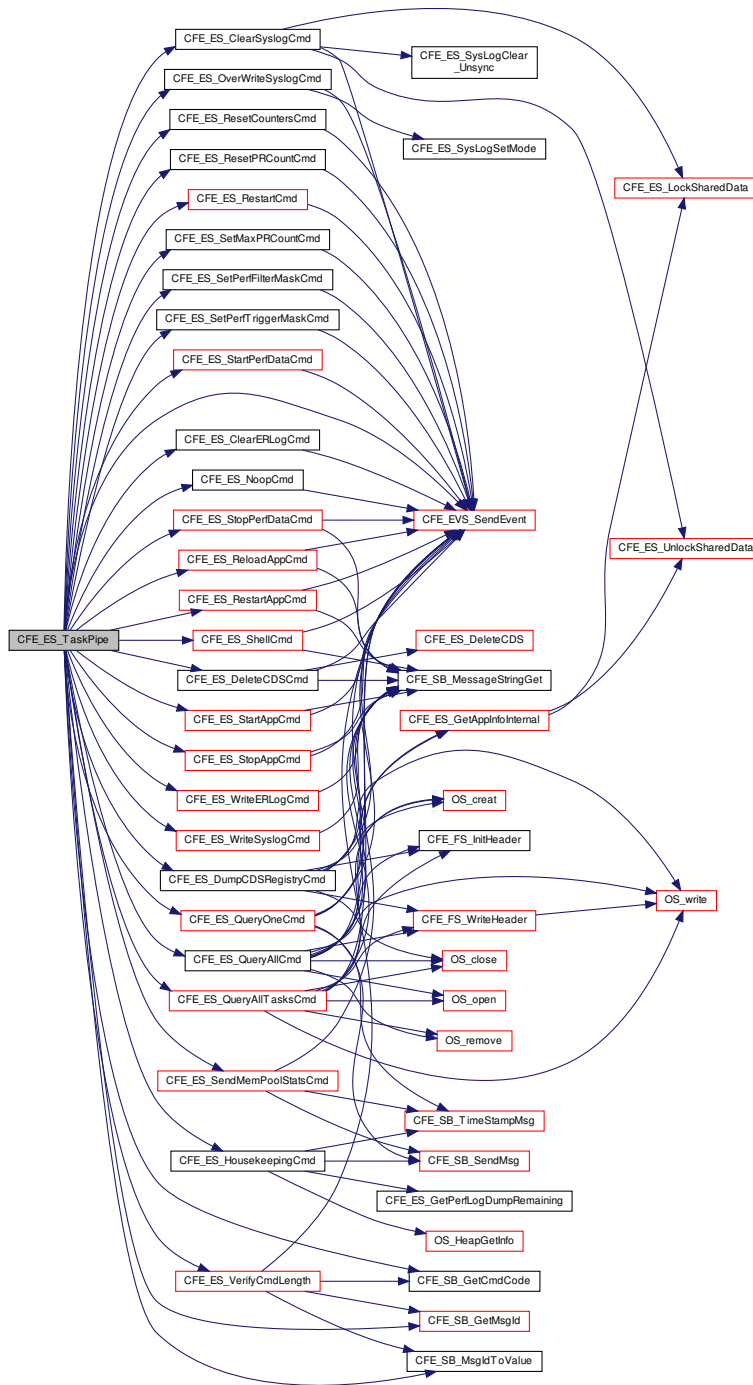 CFE_ES_TaskPipe
CFE_ES_ClearSyslogCmd
CFE_ES_OverWriteSyslogCmd
CFE_ES_ResetCountersCmd
CFE_ES_ResetPRCountCmd
CFE_ES_RestartCmd
CFE_ES_SetMaxPRCountCmd
CFE_ES_SetPerfFilterMaskCmd
CFE_ES_SetPerfTriggerMaskCmd
CFE_ES_StartPerfDataCmd
CFE_ES_ClearERLogCmd
CFE_ES_NoopCmd
CFE_ES_StopPerfDataCmd
CFE_ES_ReloadAppCmd
CFE_ES_RestartAppCmd
CFE_ES_ShellCmd
CFE_ES_DeleteCDSCmd
CFE_ES_StartAppCmd
CFE_ES_StopAppCmd
CFE_ES_WriteERLogCmd
CFE_ES_WriteSyslogCmd
CFE_ES_DumpCDSRegistryCmd
CFE_ES_QueryOneCmd
CFE_ES_QueryAllCmd
CFE_ES_QueryAllTasksCmd
CFE_ES_SendMemPoolStatsCmd
CFE_ES_HousekeepingCmd
CFE_ES_VerifyCmdLength
CFE_ES_SysLogClear
_Unsync
CFE_ES_SysLogSetMode
CFE_EVS_SendEvent
CFE_ES_DeleteCDS
CFE_SB_MessageStringGet
CFE_ES_GetAppInfoInternal
OS_creat
CFE_FS_InitHeader
CFE_FS_WriteHeader
OS_close
OS_open
OS_remove
CFE_SB_TimeStampMsg
CFE_SB_SendMsg
CFE_ES_GetPerfLogDumpRemaining
OS_HeapGetInfo
CFE_SB_GetCmdCode
CFE_SB_GetMsgId
CFE_SB_MsgIdToValue
CFE_ES_LockSharedData
CFE_ES_UnlockSharedData
OS_write